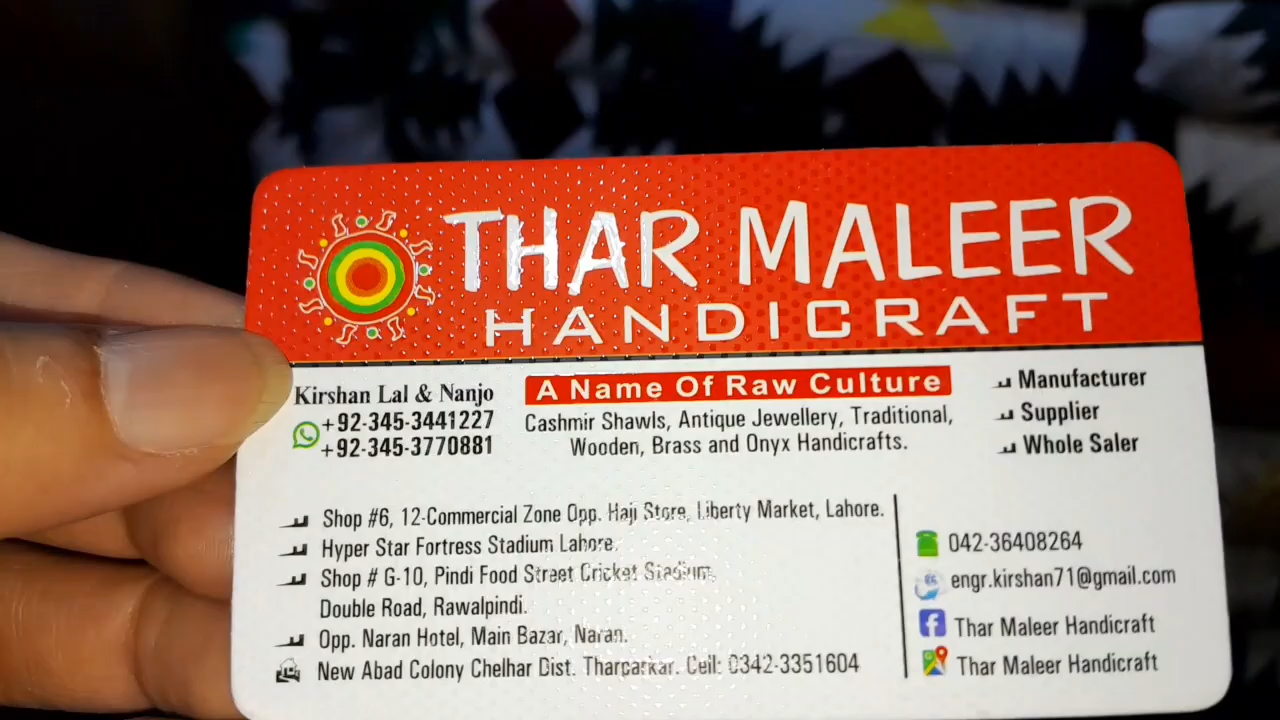 THAR MALEER
HANDICRAFT
Kirshan Lal & Nanjo
+92-345-3441227
+92-345-3770881
A Name Of Raw Culture
Cashmir Shawls, Antique Jewellery, Traditional,
Wooden, Brass and Onyx Handicrafts.
Manufacturer
Supplier
Whole Saler
Shop #6, 12-Commercial Zone Opp. Haji Store, Liberty Market, Lahore.
Hyper Star Fortress Stadium Lahore.
Shop # G-10, Pindi Food Street Cricket Stadium,
Double Road, Rawalpindi.
Opp. Naran Hotel, Main Bazar, Naran.
New Abad Colony Chelhar Dist. Tharparkar. Cell: 0342-3351604
042-36408264
engr.kirshan71@gmail.com
Thar Maleer Handicraft
Thar Maleer Handicraft